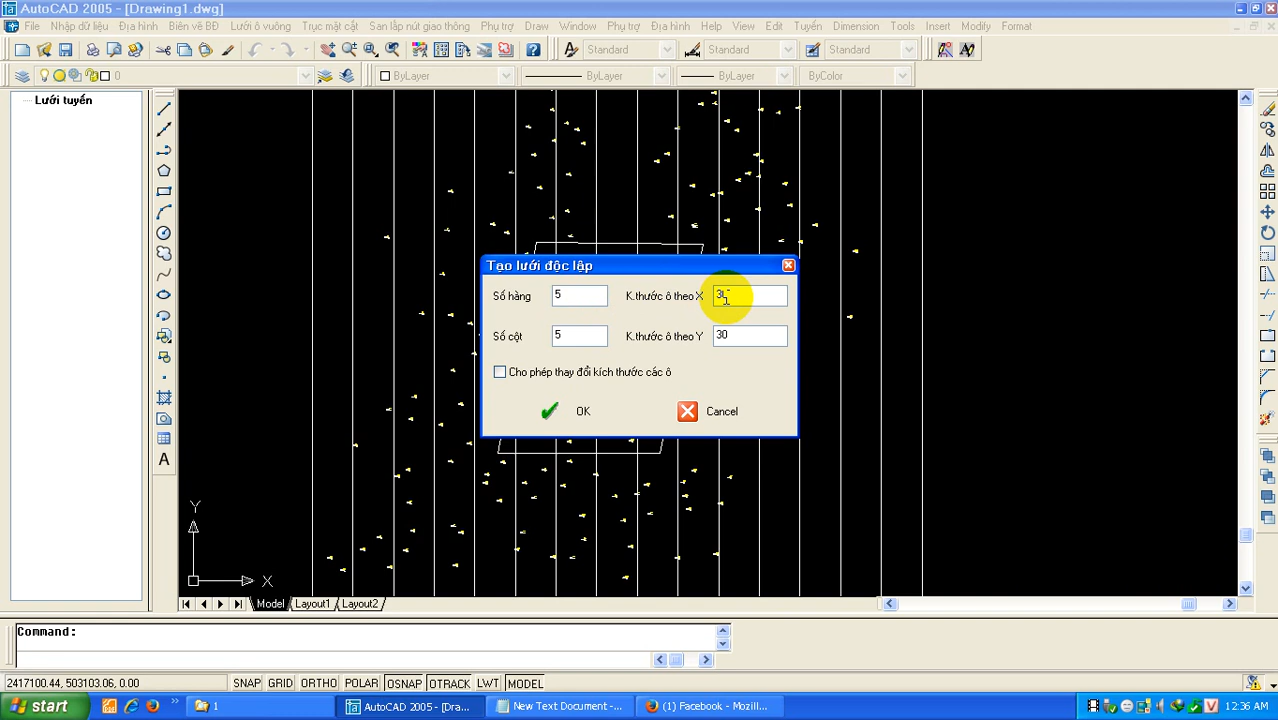 AutoCAD 2005 - [Drawing1.dwg]
File Nhập dữ liệu Địa hình Biên vẽ BĐ Lưới ô vuông Trục mặt cắt San lấp nút giao thông Phụ trợ Draw Window Phụ trợ Địa hình Help View Edit Tuyến Dimension Tools Insert Modify Format
Standard Standard Standard
0 ByLayer ByLayer ByLayer ByColor
Lưới tuyến
Tạo lưới độc lập
Số hàng 5 K.thước ô theo X
Số cột 5 K.thước ô theo Y 30
Cho phép thay đổi kích thước các ô
OK Cancel
Y
X
Model Layout1 Layout2
Command:
2417100.44, 503103.06, 0.00 SNAP GRID ORTHO POLAR OSNAP OTRACK LWT MODEL
start 1 AutoCAD 2005 - [Dra... New Text Document -... (1) Facebook - Mozill... V 12:36 AM